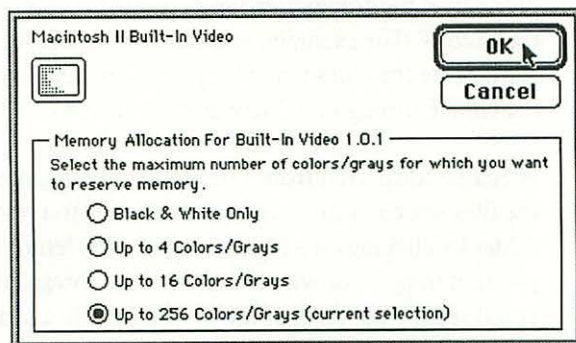 Macintosh II Built-In Video
OK
Cancel
Memory Allocation For Built-In Video 1.0.1
Select the maximum number of colors/grays for which you want
to reserve memory.
Black & White Only
Up to 4 Colors/Grays
Up to 16 Colors/Grays
Up to 256 Colors/Grays (current selection)